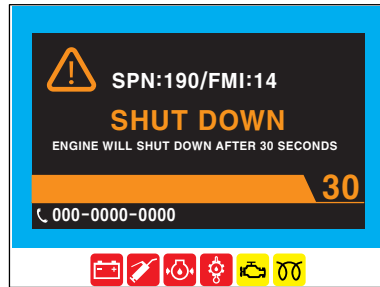 SPN:190/FMI:14
SHUT DOWN
ENGINE WILL SHUT DOWN AFTER 30 SECONDS
30
000-0000-0000